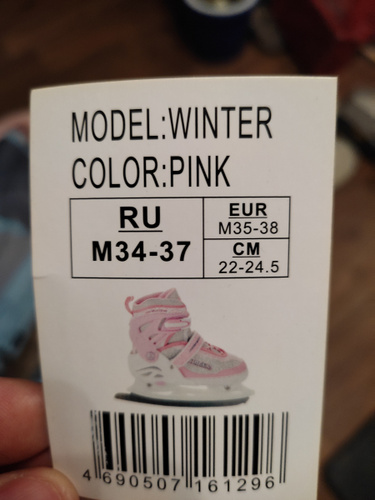 MODEL:WINTER
COLOR:PINK
RU
M34-37
EUR
M35-38
CM
22-24.5
4 690507 161296